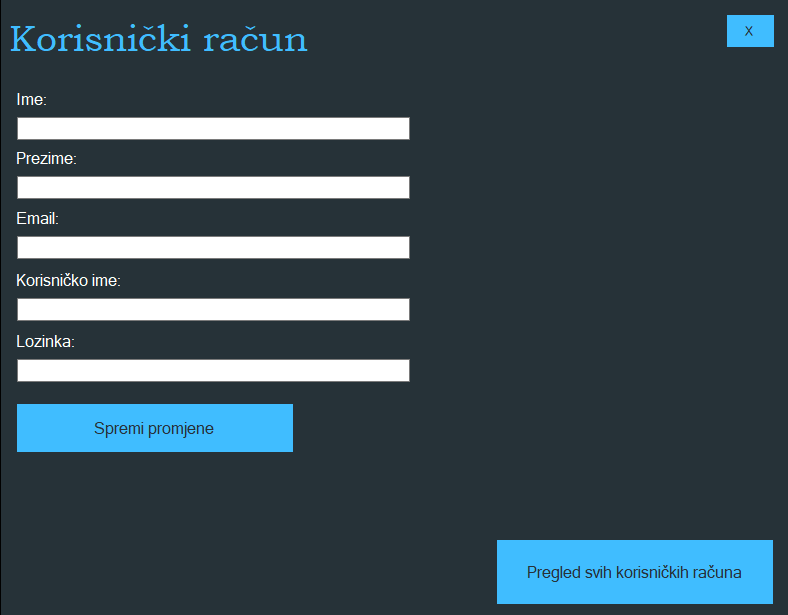 Korisnički račun
X
Ime:
Prezime:
Email:
Korisničko ime:
Lozinka:
Spremi promjene
Pregled svih korisničkih računa